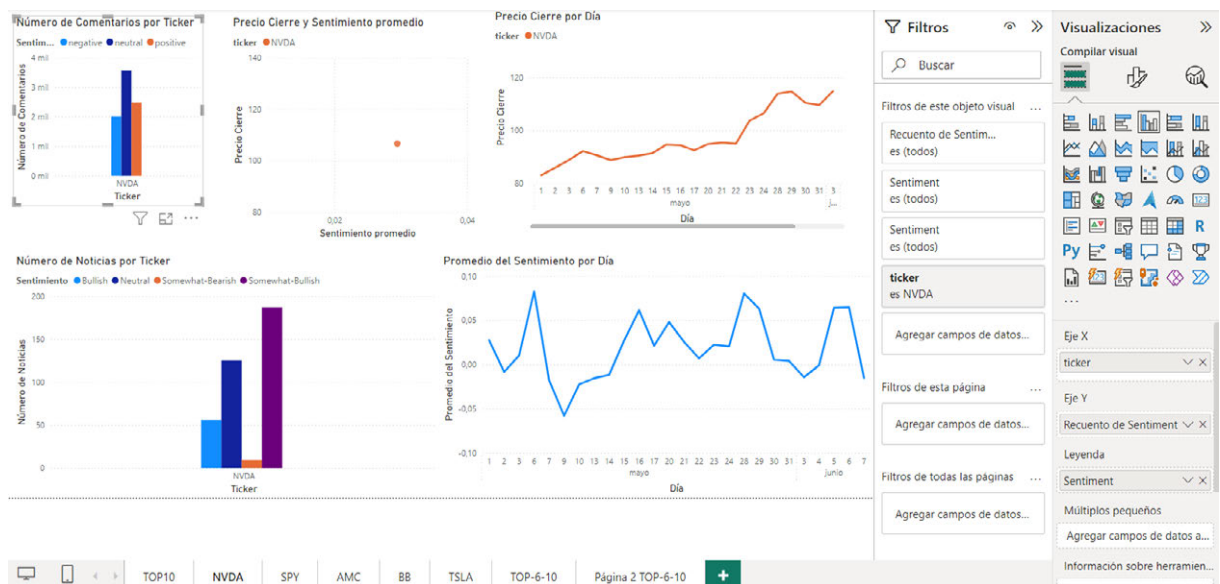 Número de Comentarios por Ticker
Sentim... negative neutral positive
Número de Comentarios
4 mil
3 mil
2 mil
1 mil
0 mil
NVDA
Ticker
Precio Cierre y Sentimiento promedio
ticker NVDA
Precio Cierre
140
120
100
80
0,02 0,04
Sentimiento promedio
Precio Cierre por Día
ticker NVDA
Precio Cierre
120
100
80
1 2 3 6 7 8 9 10 13 14 15 16 17 20 21 22 23 24 28 29 30 31 3
mayo j...
Día
Número de Noticias por Ticker
Sentimiento Bullish Neutral Somewhat-Bearish Somewhat-Bullish
Número de Noticias
200
150
100
50
0
NVDA
Ticker
Promedio del Sentimiento por Día
Promedio del Sentimiento
0,10
0,05
0,00
-0,05
-0,10
1 2 3 6 7 9 10 13 14 15 16 17 20 21 22 23 24 28 29 30 31 3 4 5 6 7
mayo junio
Día
Filtros
Buscar
Filtros de este objeto visual ...
Recuento de Sentim...
es (todos)
Sentiment
es (todos)
Sentiment
es (todos)
ticker
es NVDA
Agregar campos de datos...
Filtros de esta página ...
Agregar campos de datos...
Filtros de todas las páginas ...
Agregar campos de datos...
Visualizaciones
Compilar visual
123
R
Py
...
Eje X
ticker
Eje Y
Recuento de Sentiment
Leyenda
Sentiment
Múltiplos pequeños
Agregar campos de datos a...
Información sobre herramien...
TOP10 NVDA SPY AMC BB TSLA TOP-6-10 Página 2 TOP-6-10 +